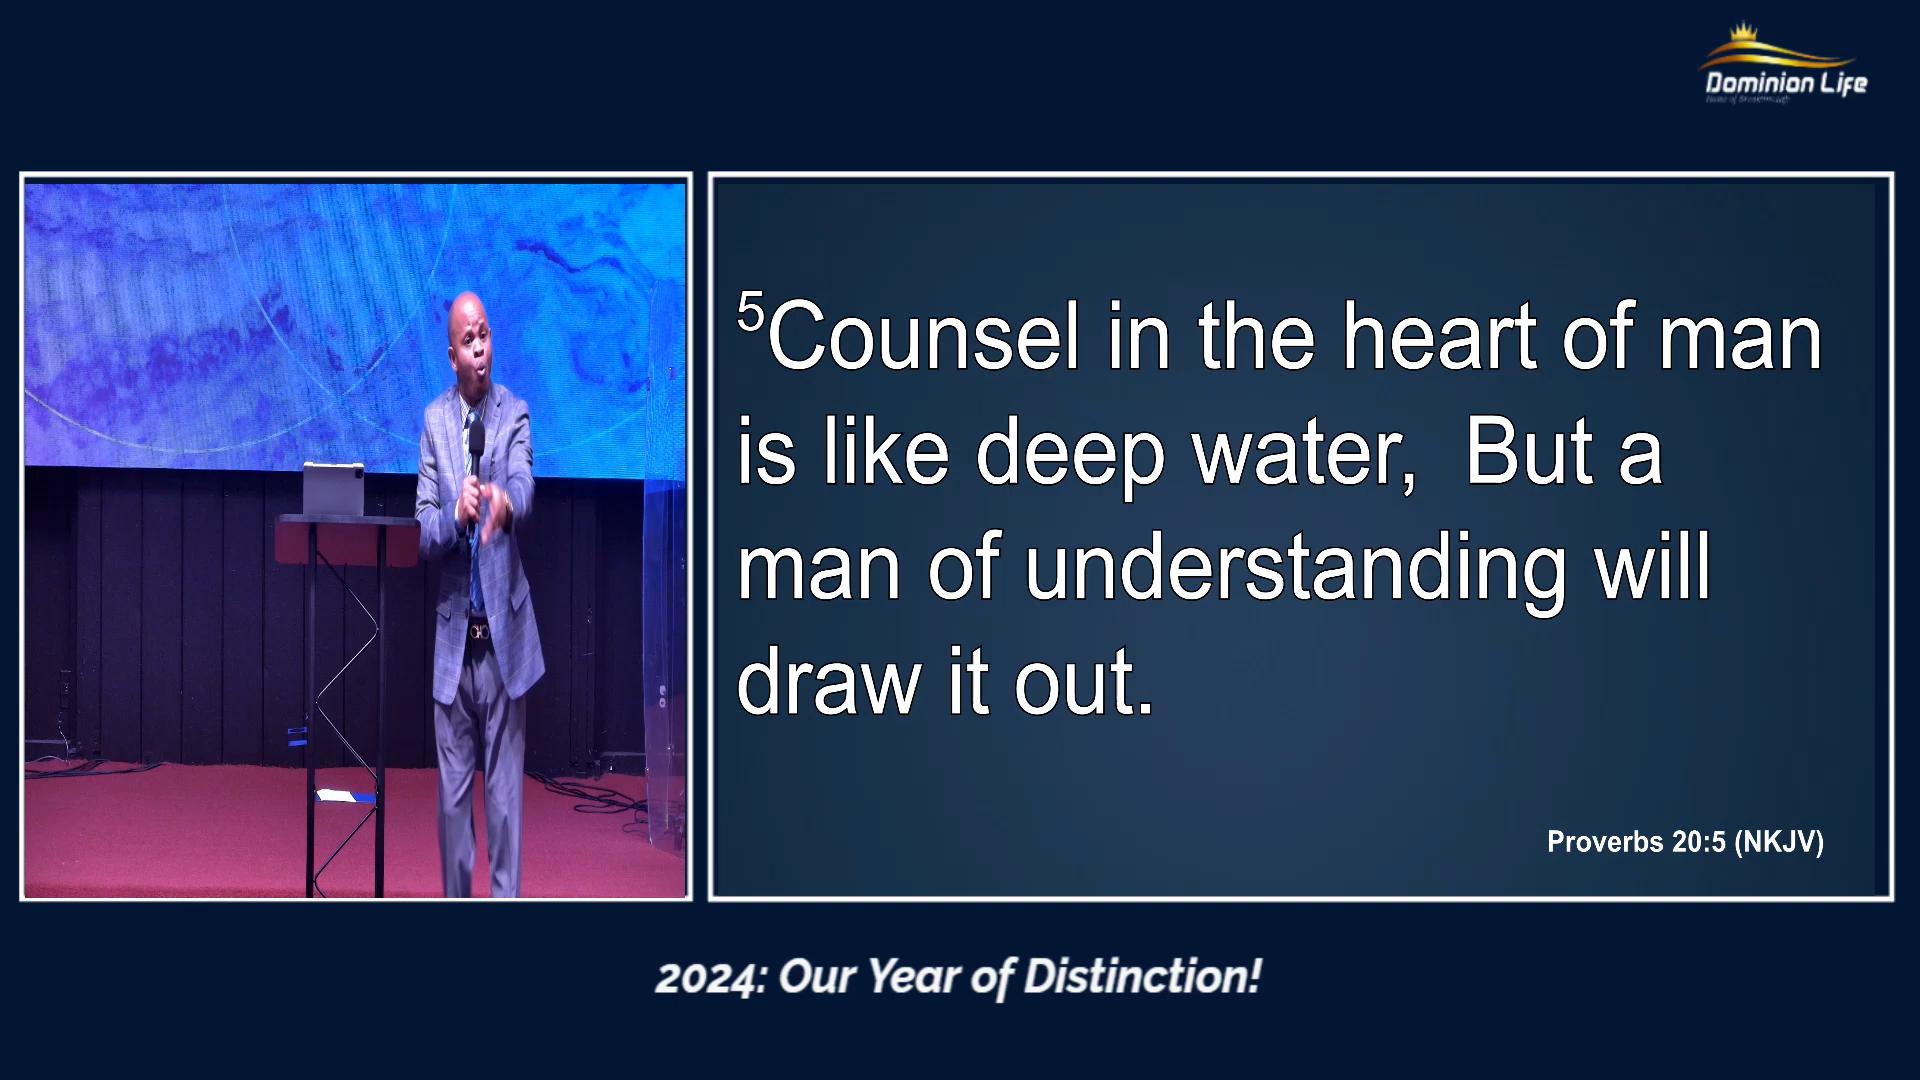 Dominion Life
⁵Counsel in the heart of man
is like deep water,  But a
man of understanding will
draw it out.
Proverbs 20:5 (NKJV)
2024: Our Year of Distinction!